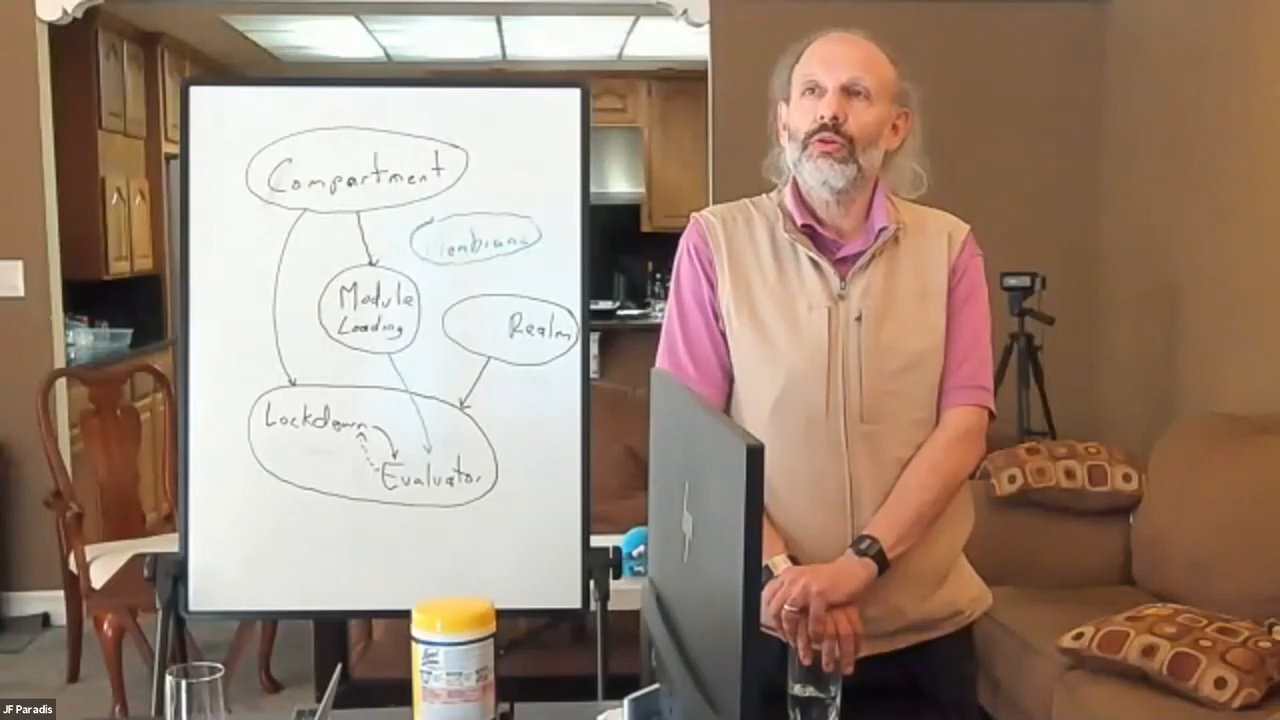 Compartment
Membrane
Module
Loading
Realm
Lockdown
Evaluator
JF Paradis